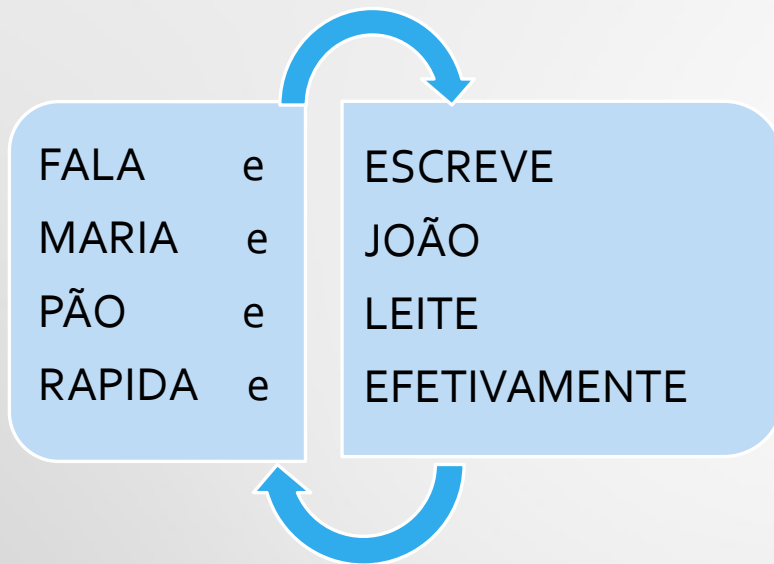 FALA e ESCREVE
MARIA e JOÃO
PÃO e LEITE
RAPIDA e EFETIVAMENTE